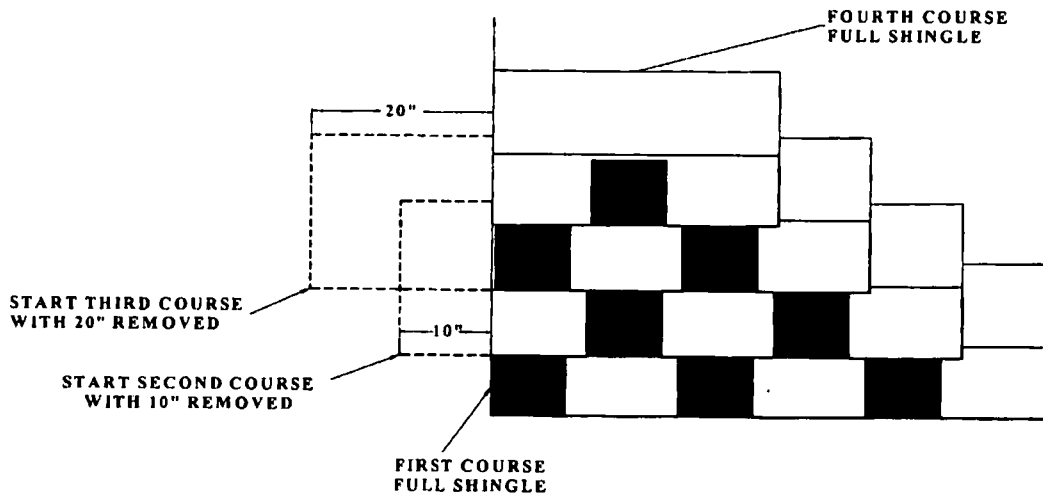 FOURTH COURSE
FULL SHINGLE
20"
START THIRD COURSE
WITH 20" REMOVED
10"
START SECOND COURSE
WITH 10" REMOVED
FIRST COURSE
FULL SHINGLE